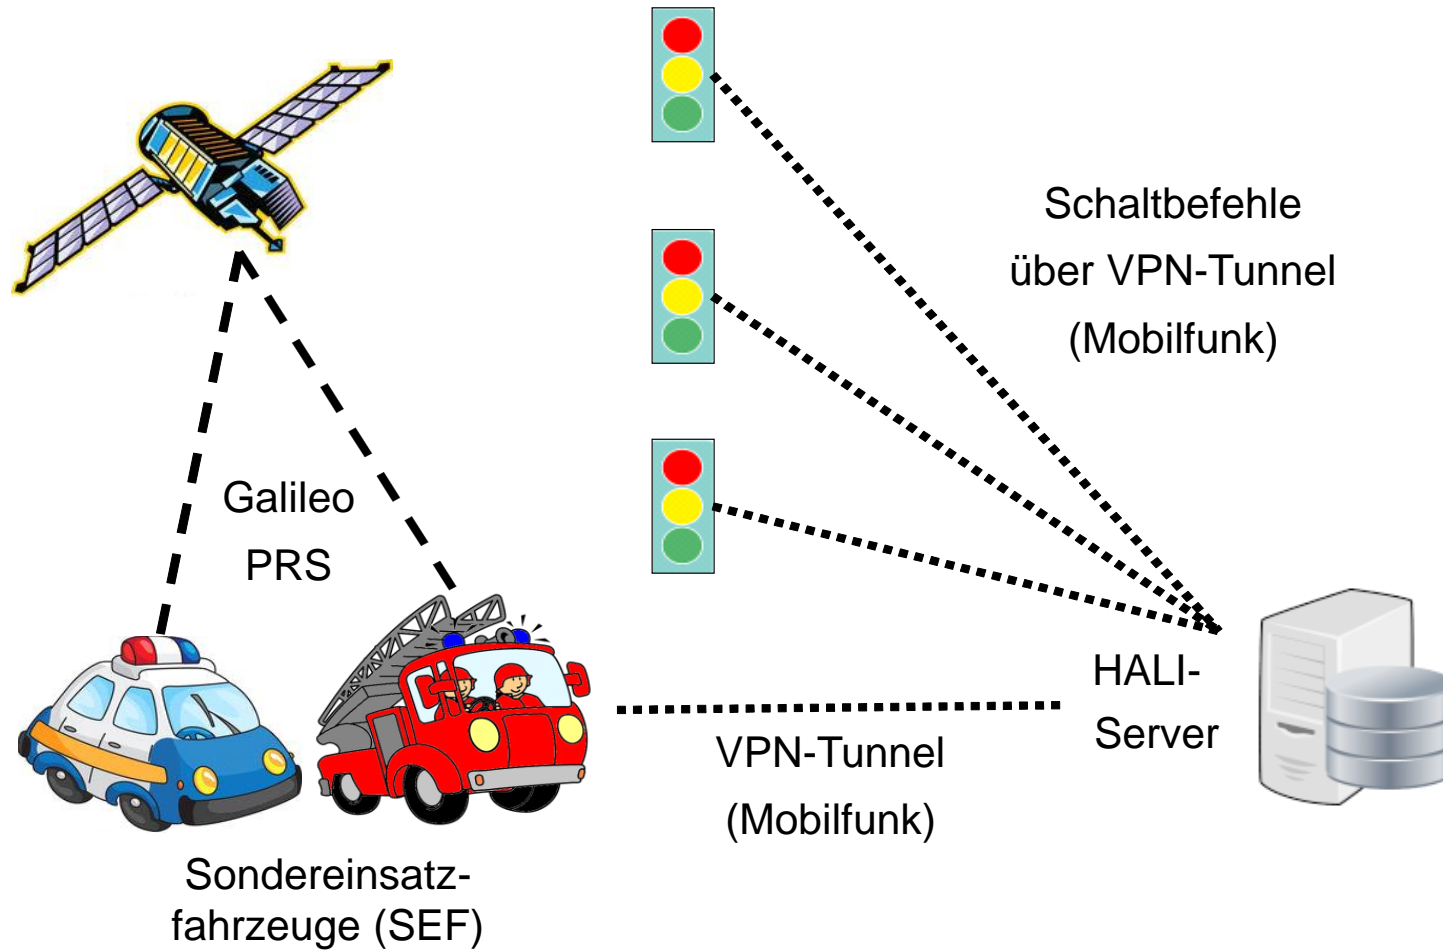 Schaltbefehle
über VPN-Tunnel
(Mobilfunk)
Galileo
PRS
HALI-
Server
VPN-Tunnel
(Mobilfunk)
Sondereinsatz-
fahrzeuge (SEF)